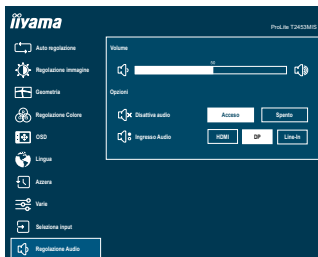 iiyama
ProLite T2453MIS
Auto regolazione
Regolazione immagine
Geometria
Regolazione Colore
OSD
Lingua
Azzera
Varie
Seleziona input
Regolazione Audio
Volume
50
Opzioni
Disattiva audio
Acceso
Spento
Ingresso Audio
HDMI
DP
Line-In